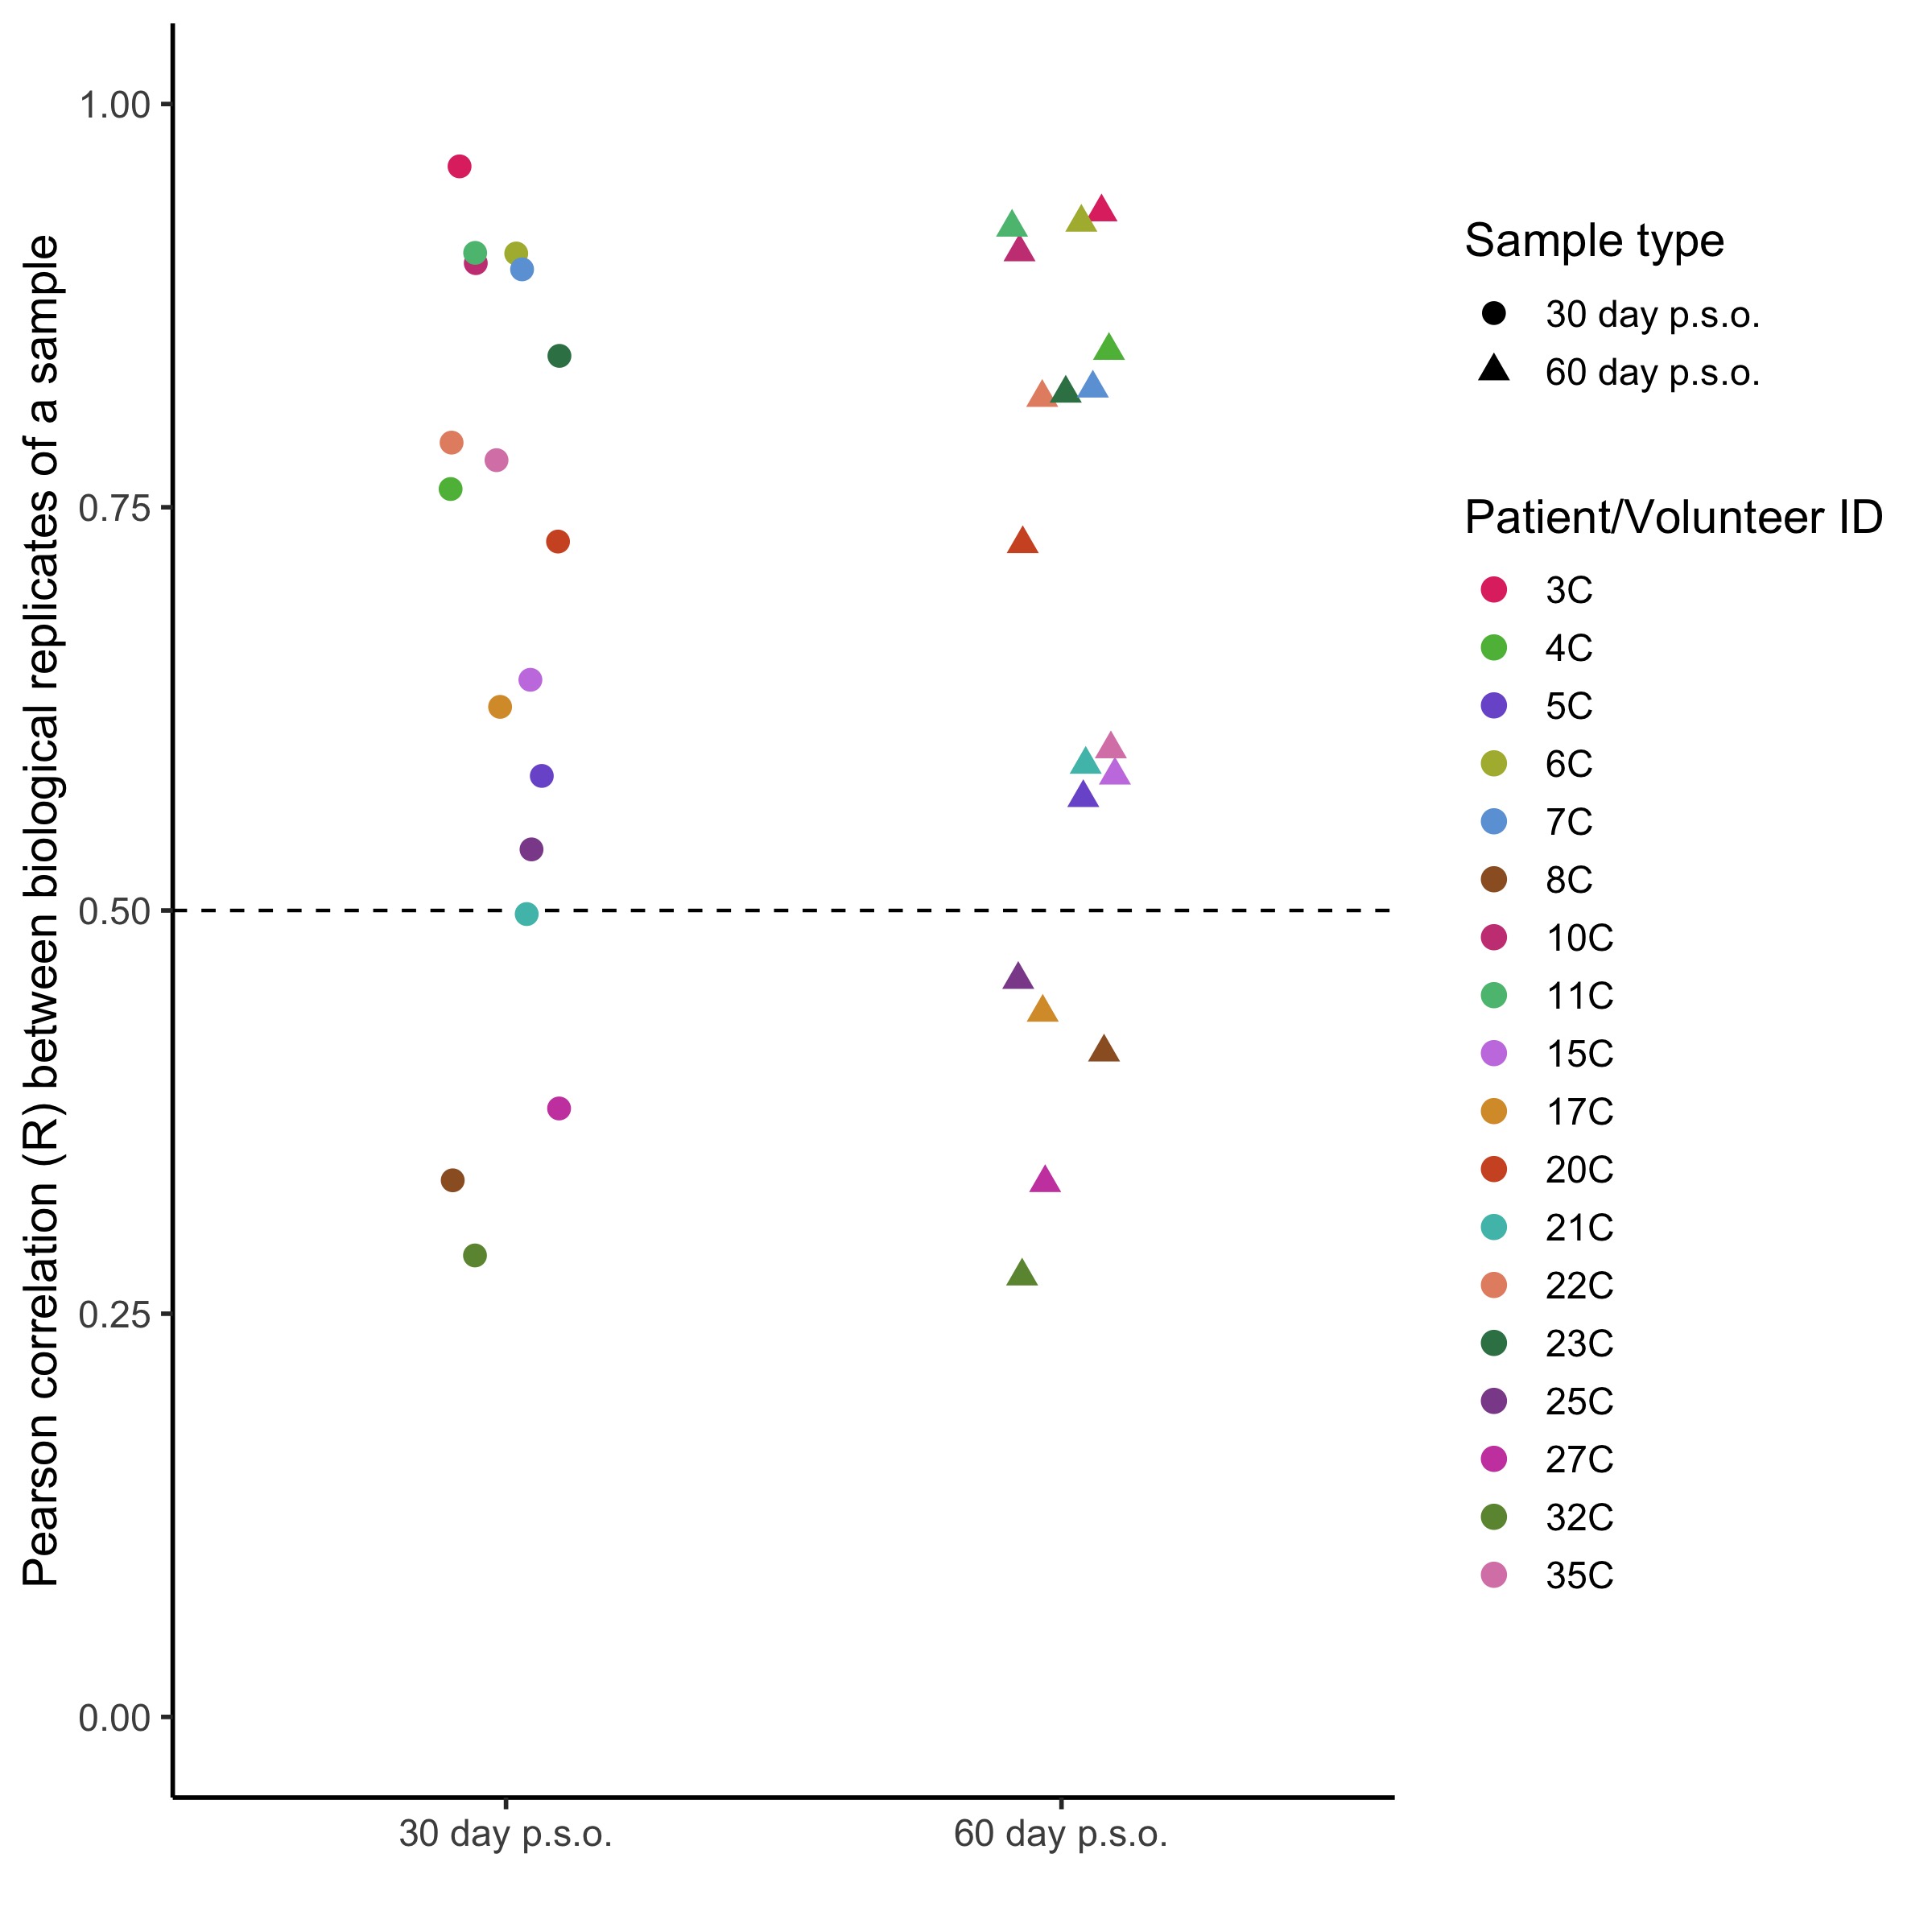 Pearson correlation (R) between biological replicates of a sample
1.00
0.75
0.50
0.25
0.00
30 day p.s.o.
60 day p.s.o.
Sample type
30 day p.s.o.
60 day p.s.o.
Patient/Volunteer ID
3C
4C
5C
6C
7C
8C
10C
11C
15C
17C
20C
21C
22C
23C
25C
27C
32C
35C